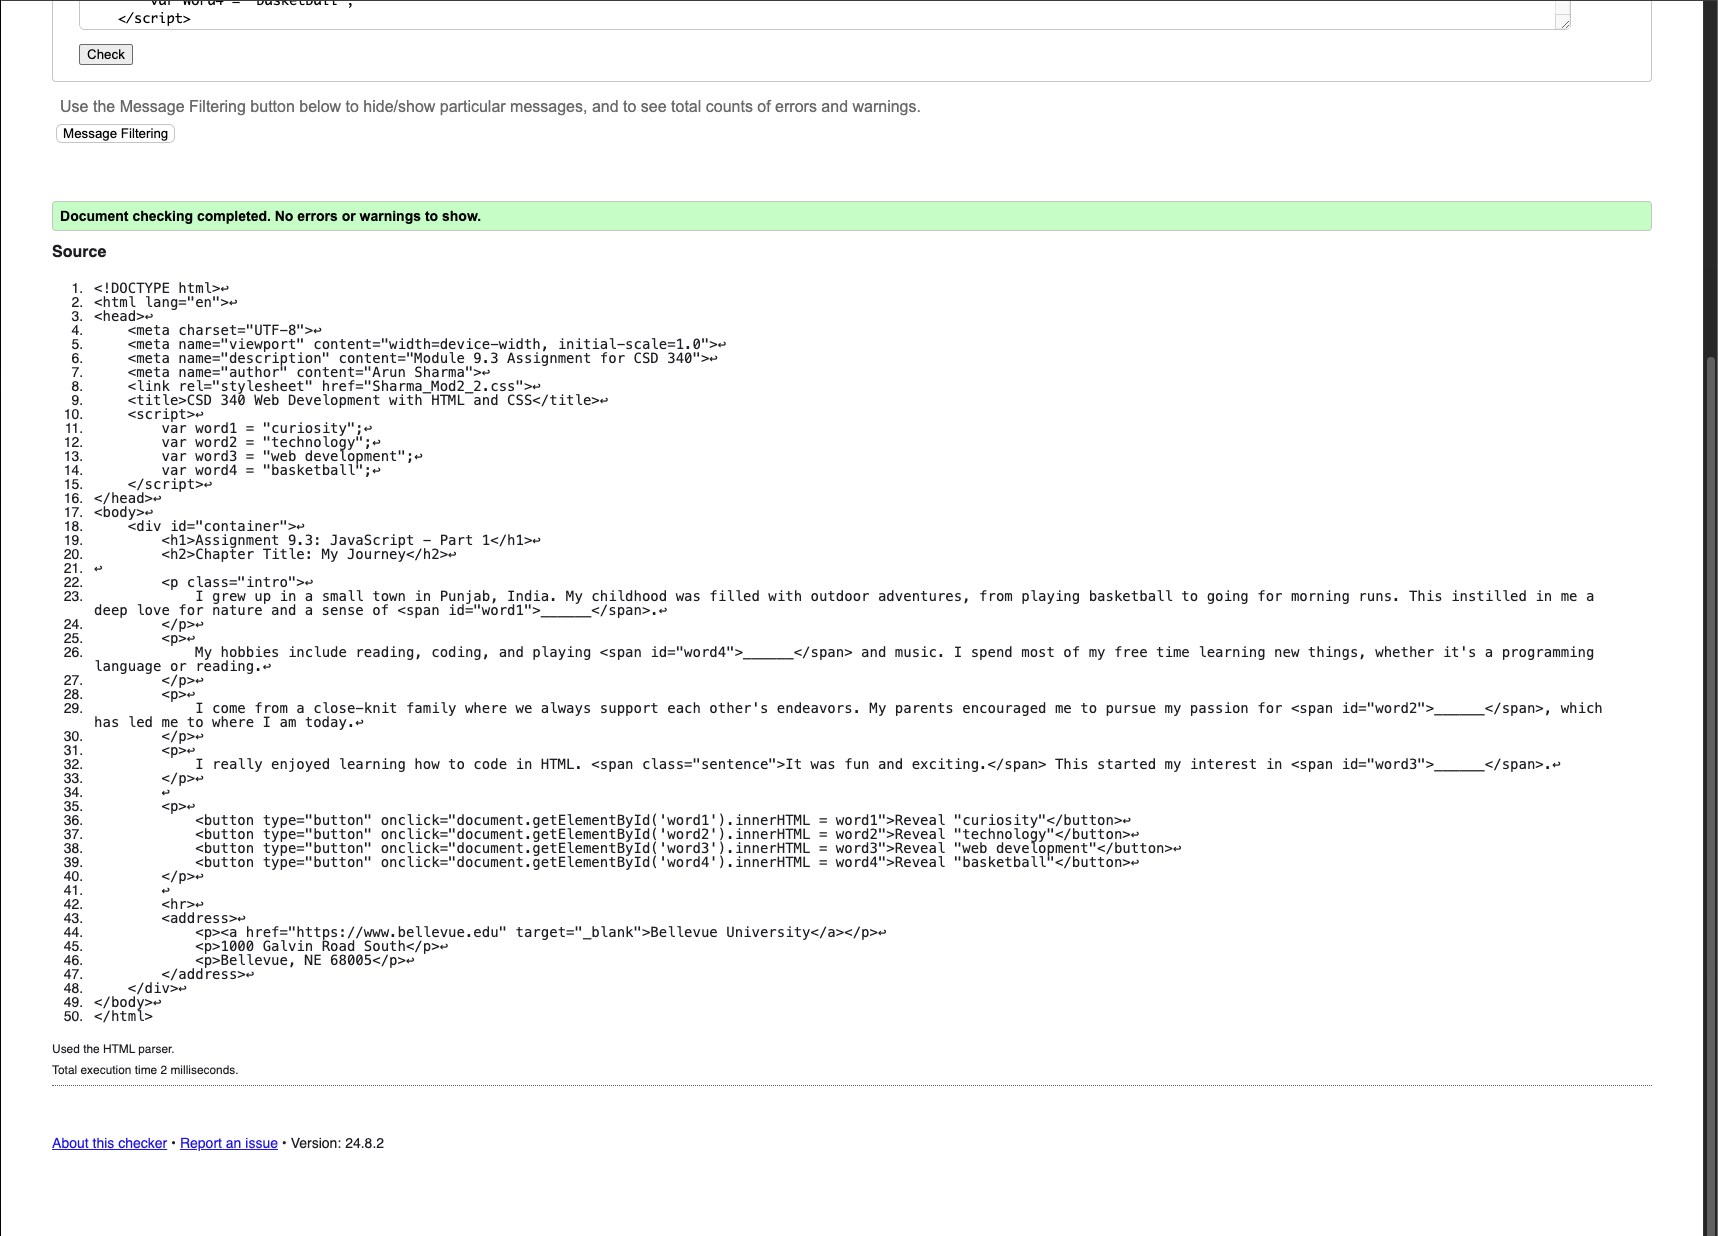 </script>
Check
Use the Message Filtering button below to hide/show particular messages, and to see total counts of errors and warnings.
Message Filtering
Document checking completed. No errors or warnings to show.
Source
1. <!DOCTYPE html>↩
2. <html lang="en">↩
3. <head>↩
4.     <meta charset="UTF-8">↩
5.     <meta name="viewport" content="width=device-width, initial-scale=1.0">↩
6.     <meta name="description" content="Module 9.3 Assignment for CSD 340">↩
7.     <meta name="author" content="Arun Sharma">↩
8.     <link rel="stylesheet" href="Sharma_Mod2_2.css">↩
9.     <title>CSD 340 Web Development with HTML and CSS</title>↩
10.     <script>↩
11.         var word1 = "curiosity";↩
12.         var word2 = "technology";↩
13.         var word3 = "web development";↩
14.         var word4 = "basketball";↩
15.     </script>↩
16. </head>↩
17. <body>↩
18.     <div id="container">↩
19.         <h1>Assignment 9.3: JavaScript - Part 1</h1>↩
20.         <h2>Chapter Title: My Journey</h2>↩
21. ↩
22.         <p class="intro">↩
23.             I grew up in a small town in Punjab, India. My childhood was filled with outdoor adventures, from playing basketball to going for morning runs. This instilled in me a
deep love for nature and a sense of <span id="word1">______</span>.↩
24.         </p>↩
25.         <p>↩
26.             My hobbies include reading, coding, and playing <span id="word4">______</span> and music. I spend most of my free time learning new things, whether it's a programming
language or reading.↩
27.         </p>↩
28.         <p>↩
29.             I come from a close-knit family where we always support each other's endeavors. My parents encouraged me to pursue my passion for <span id="word2">______</span>, which
has led me to where I am today.↩
30.         </p>↩
31.         <p>↩
32.             I really enjoyed learning how to code in HTML. <span class="sentence">It was fun and exciting.</span> This started my interest in <span id="word3">______</span>.↩
33.         </p>↩
34.         ↩
35.         <p>↩
36.             <button type="button" onclick="document.getElementById('word1').innerHTML = word1">Reveal "curiosity"</button>↩
37.             <button type="button" onclick="document.getElementById('word2').innerHTML = word2">Reveal "technology"</button>↩
38.             <button type="button" onclick="document.getElementById('word3').innerHTML = word3">Reveal "web development"</button>↩
39.             <button type="button" onclick="document.getElementById('word4').innerHTML = word4">Reveal "basketball"</button>↩
40.         </p>↩
41.         ↩
42.         <hr>↩
43.         <address>↩
44.             <p><a href="https://www.bellevue.edu" target="_blank">Bellevue University</a></p>↩
45.             <p>1000 Galvin Road South</p>↩
46.             <p>Bellevue, NE 68005</p>↩
47.         </address>↩
48.     </div>↩
49. </body>↩
50. </html>
Used the HTML parser.
Total execution time 2 milliseconds.
About this checker • Report an issue • Version: 24.8.2